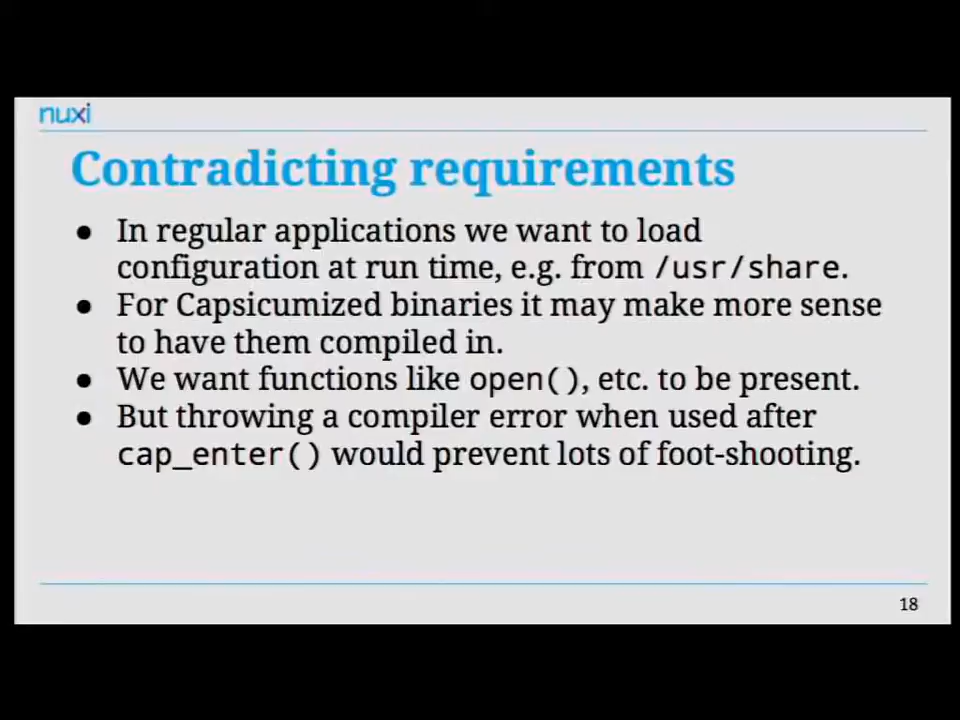 nuxi
Contradicting requirements
● In regular applications we want to load
configuration at run time, e.g. from /usr/share.
● For Capsicumized binaries it may make more sense
to have them compiled in.
● We want functions like open(), etc. to be present.
● But throwing a compiler error when used after
cap_enter() would prevent lots of foot-shooting.
18